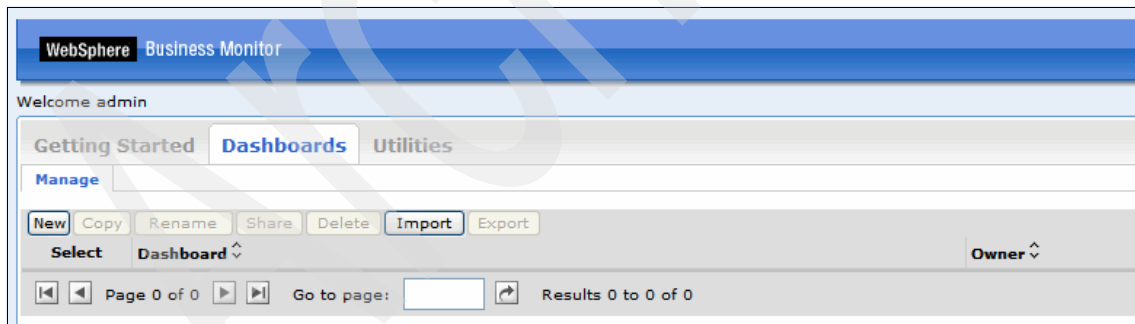 WebSphere Business Monitor
Welcome admin
Getting Started Dashboards Utilities
Manage
New Copy Rename Share Delete Import Export
Select Dashboard Owner
Page 0 of 0 Go to page: Results 0 to 0 of 0